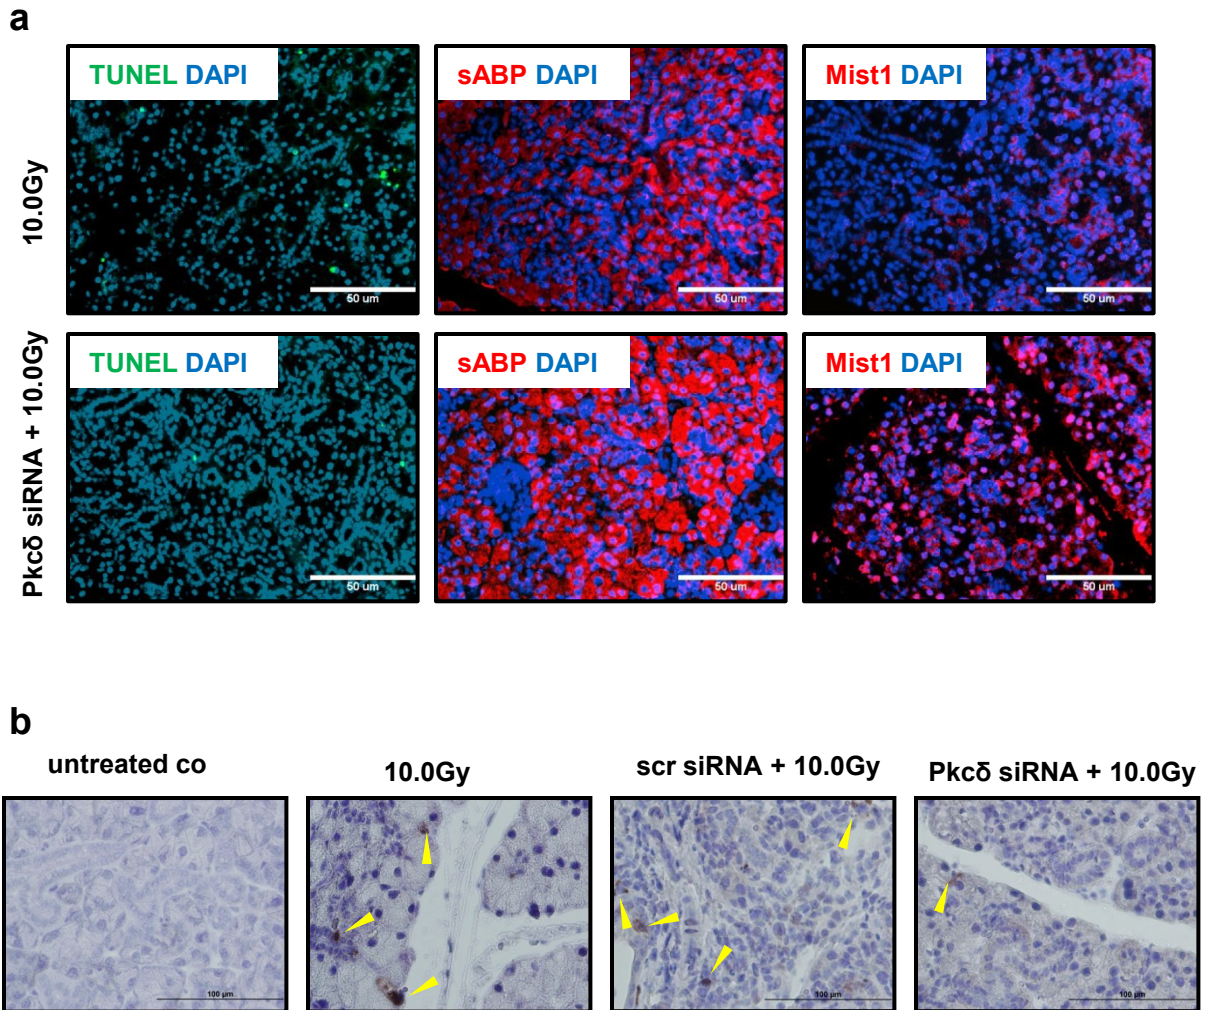 a
TUNEL DAPI
sABP DAPI
Mist1 DAPI
10.0Gy
50 um
50 um
50 um
TUNEL DAPI
sABP DAPI
Mist1 DAPI
Pkcδ siRNA + 10.0Gy
50 um
50 um
50 um
b
untreated co
10.0Gy
scr siRNA + 10.0Gy
Pkcδ siRNA + 10.0Gy
100 µm
100 µm
100 µm